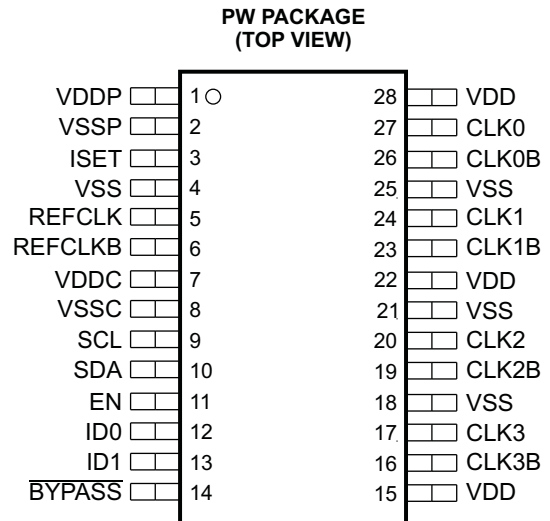 PW PACKAGE
(TOP VIEW)
VDDP 1 28 VDD
VSSP 2 27 CLK0
ISET 3 26 CLK0B
VSS 4 25 VSS
REFCLK 5 24 CLK1
REFCLKB 6 23 CLK1B
VDDC 7 22 VDD
VSSC 8 21 VSS
SCL 9 20 CLK2
SDA 10 19 CLK2B
EN 11 18 VSS
ID0 12 17 CLK3
ID1 13 16 CLK3B
BYPASS 14 15 VDD